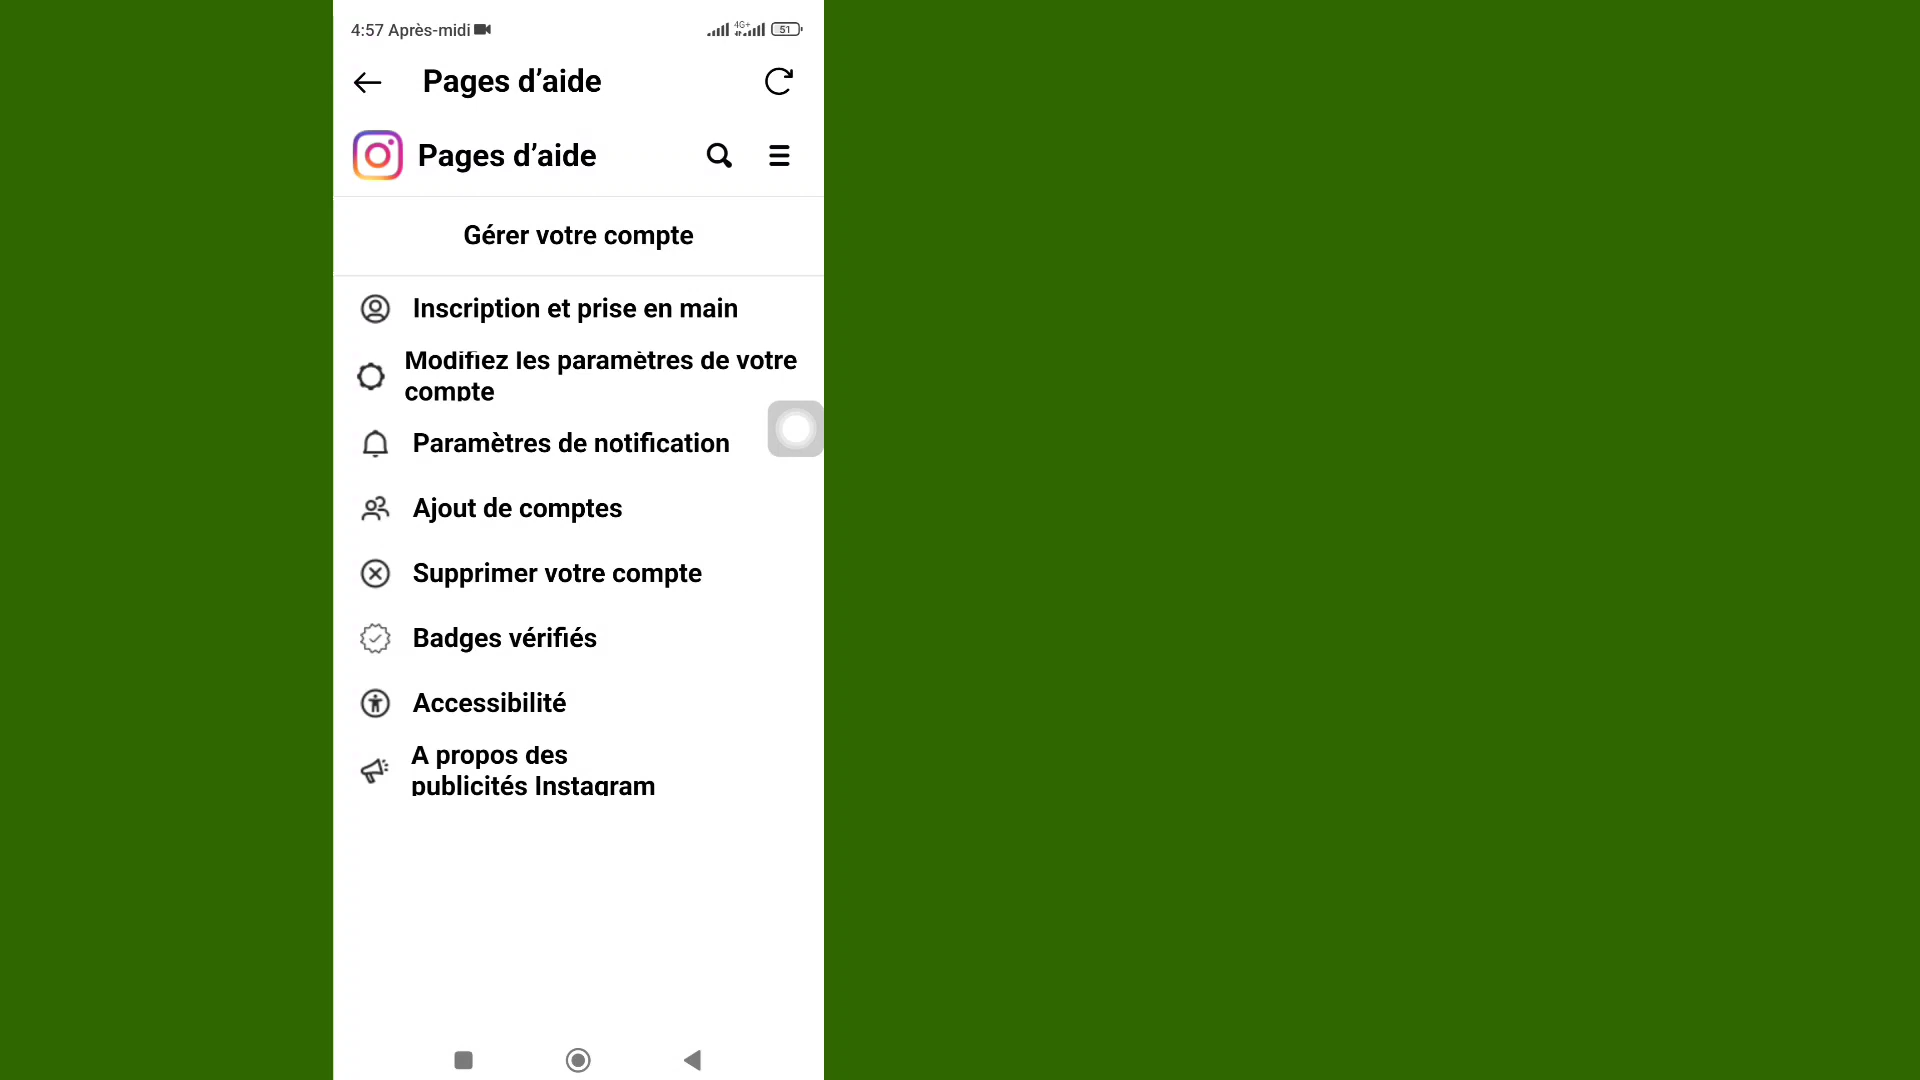 4:57 Après-midi 4G+ 51
Pages d’aide
Pages d’aide
Gérer votre compte
Inscription et prise en main
Modifiez les paramètres de votre
compte
Paramètres de notification
Ajout de comptes
Supprimer votre compte
Badges vérifiés
Accessibilité
A propos des
publicités Instagram